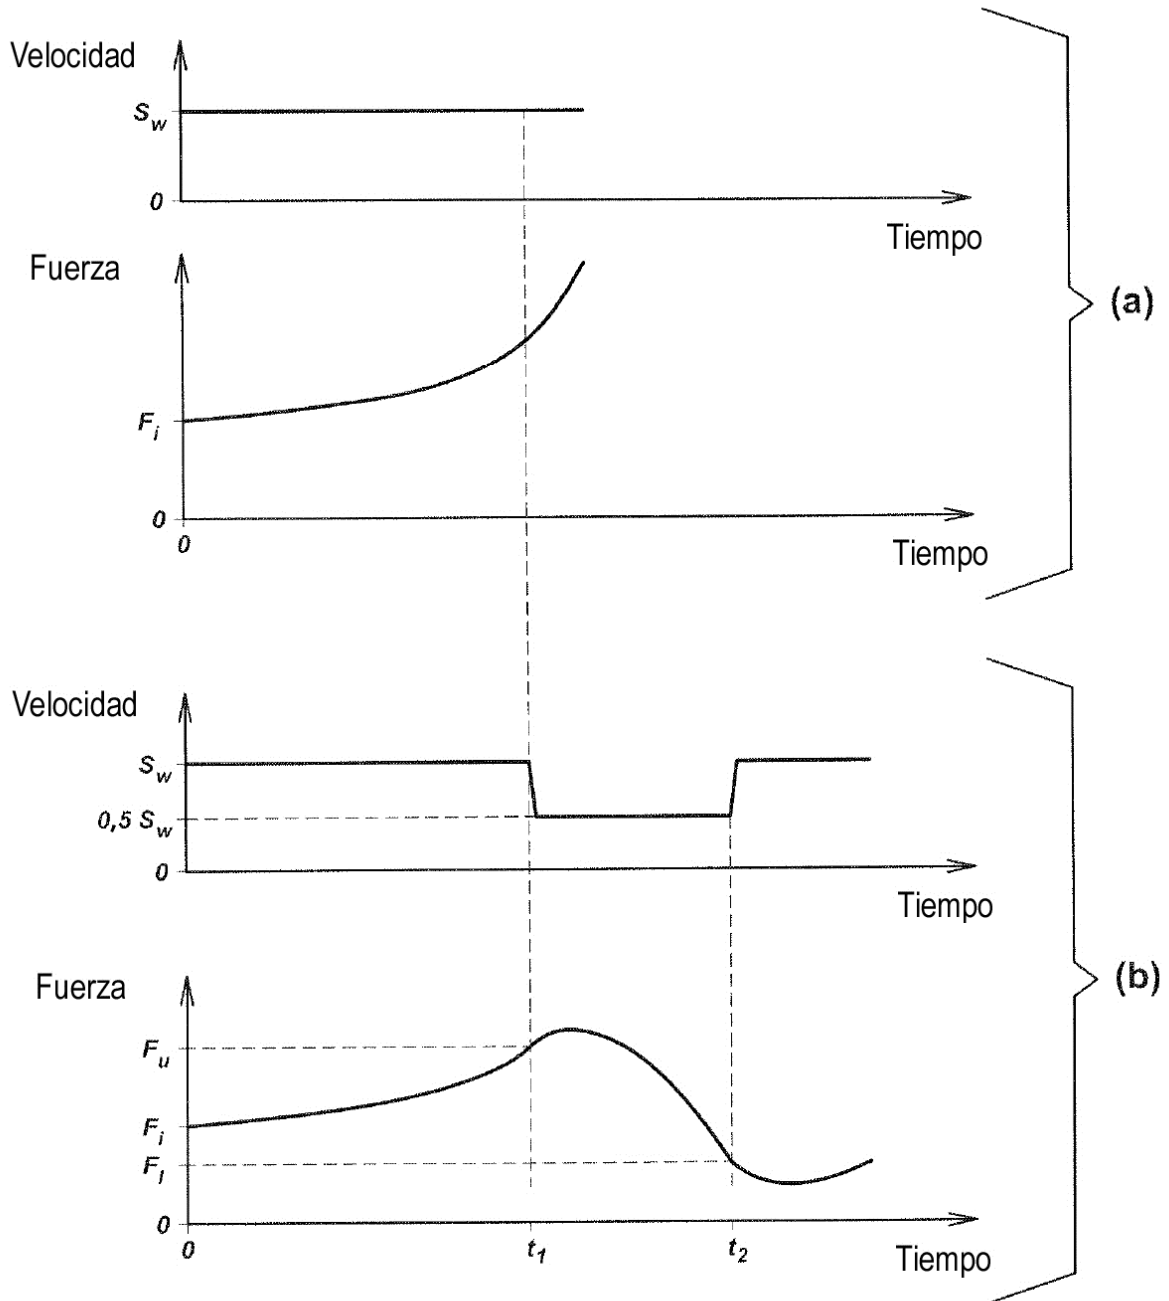 Velocidad
S_w
0
Tiempo
Fuerza
F_i
0
0
Tiempo
(a)
Velocidad
S_w
0,5 S_w
0
Tiempo
Fuerza
F_u
F_i
F_l
0
0
t_1
t_2
Tiempo
(b)